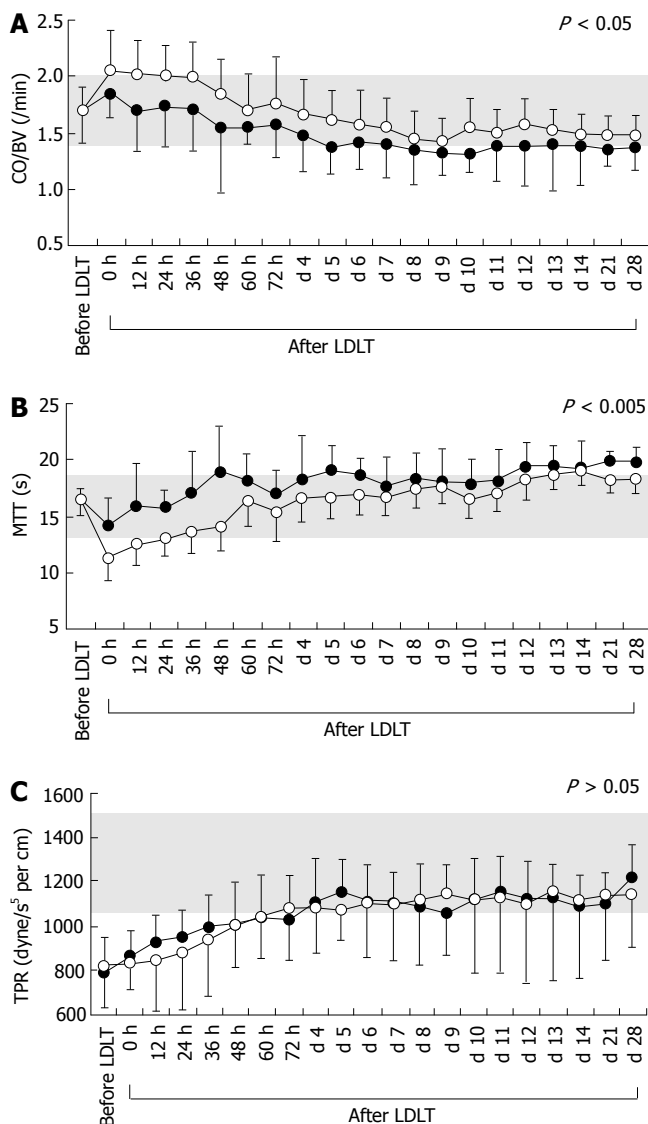 A
P < 0.05
CO/BV (/min)
2.5
2.0
1.5
1.0
0.5
Before LDLT
0 h
12 h
24 h
36 h
48 h
60 h
72 h
d 4
d 5
d 6
d 7
d 8
d 9
d 10
d 11
d 12
d 13
d 14
d 21
d 28
After LDLT
B
P < 0.005
MTT (s)
25
20
15
10
5
Before LDLT
0 h
12 h
24 h
36 h
48 h
60 h
72 h
d 4
d 5
d 6
d 7
d 8
d 9
d 10
d 11
d 12
d 13
d 14
d 21
d 28
After LDLT
C
P > 0.05
TPR (dyne/s⁵ per cm)
1600
1400
1200
1000
800
600
Before LDLT
0 h
12 h
24 h
36 h
48 h
60 h
72 h
d 4
d 5
d 6
d 7
d 8
d 9
d 10
d 11
d 12
d 13
d 14
d 21
d 28
After LDLT